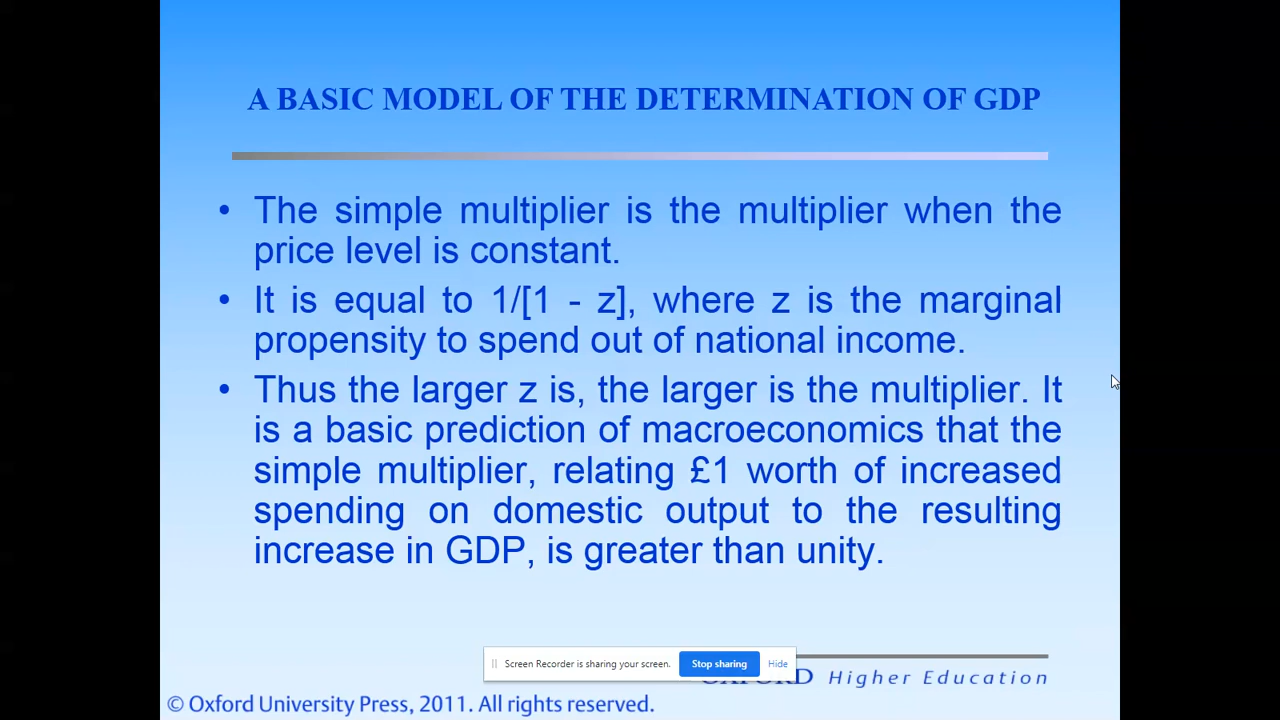 A BASIC MODEL OF THE DETERMINATION OF GDP
• The simple multiplier is the multiplier when the
price level is constant.
• It is equal to 1/[1 - z], where z is the marginal
propensity to spend out of national income.
• Thus the larger z is, the larger is the multiplier. It
is a basic prediction of macroeconomics that the
simple multiplier, relating £1 worth of increased
spending on domestic output to the resulting
increase in GDP, is greater than unity.
Screen Recorder is sharing your screen. Stop sharing Hide
OXFORD Higher Education
© Oxford University Press, 2011. All rights reserved.